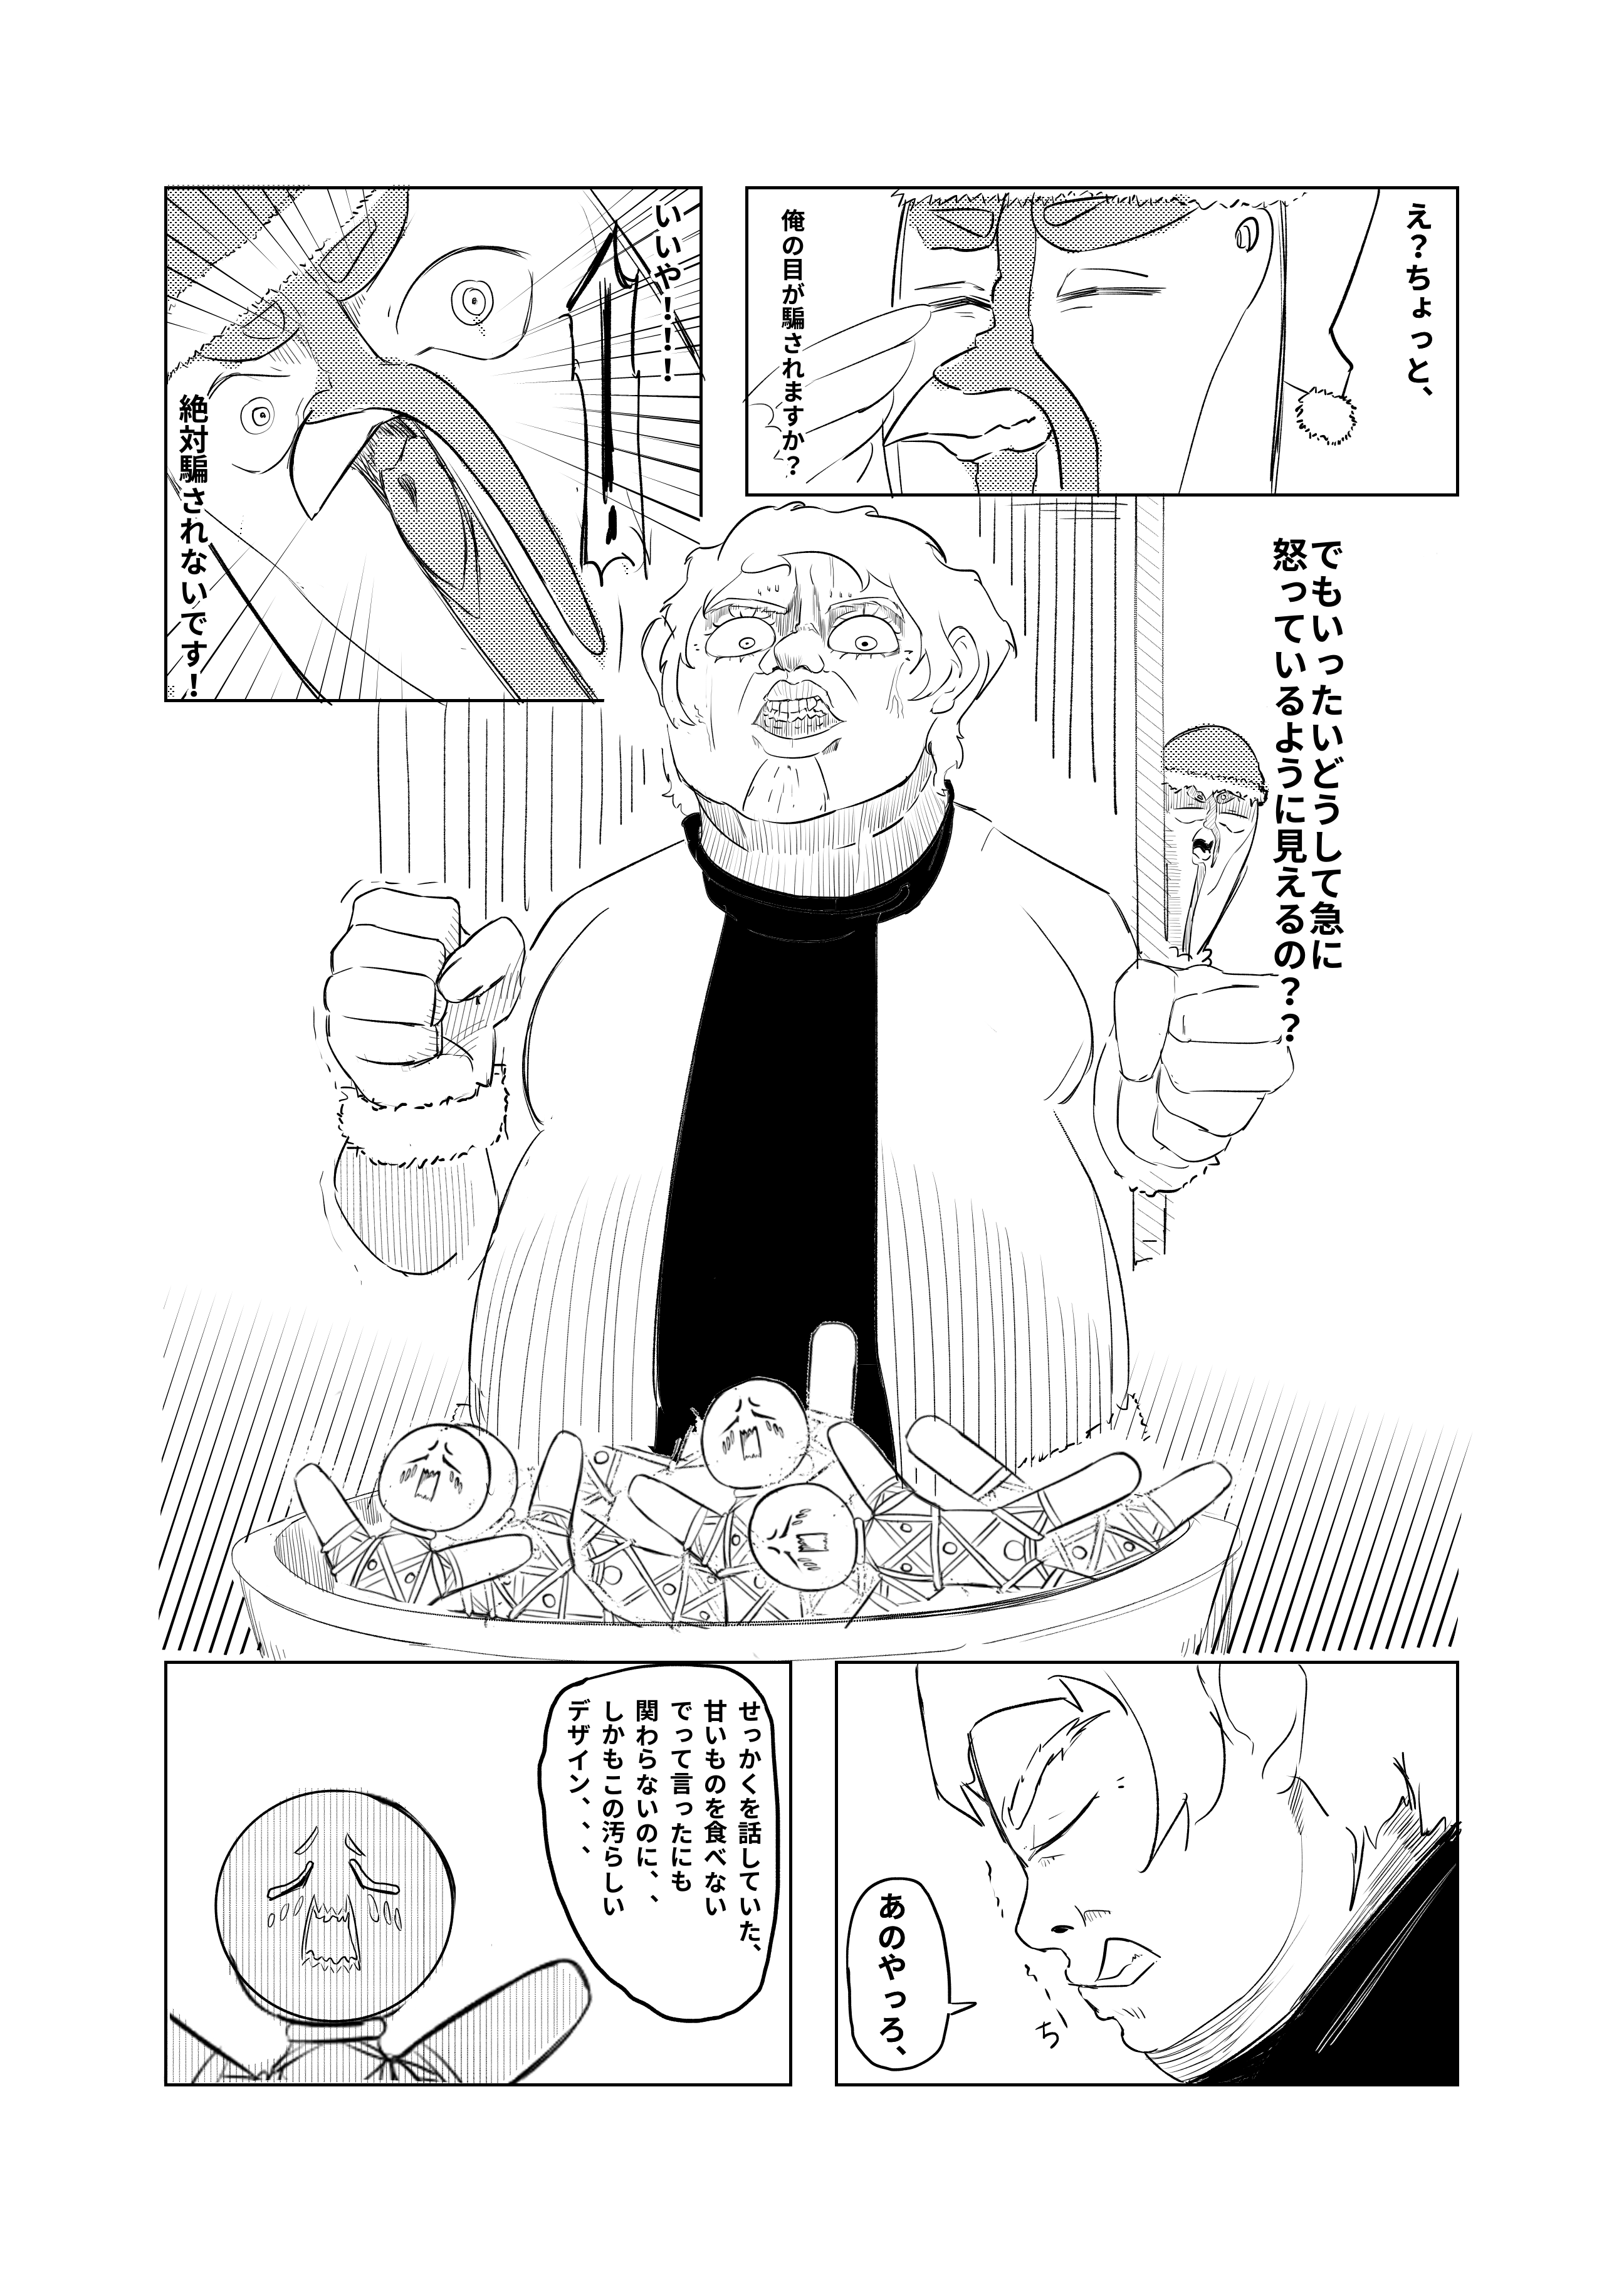 え？ちょっと、
俺の目が騙されますか？
いいや！！！
絶対騙されないです！
でもいったいどうして急に
怒っているように見えるの？？
あのやっろ、
ち
せっかくを話していた、
甘いものを食べない
でって言ったにも
関わらないのに、、
しかもこの汚らしい
デザイン、、、